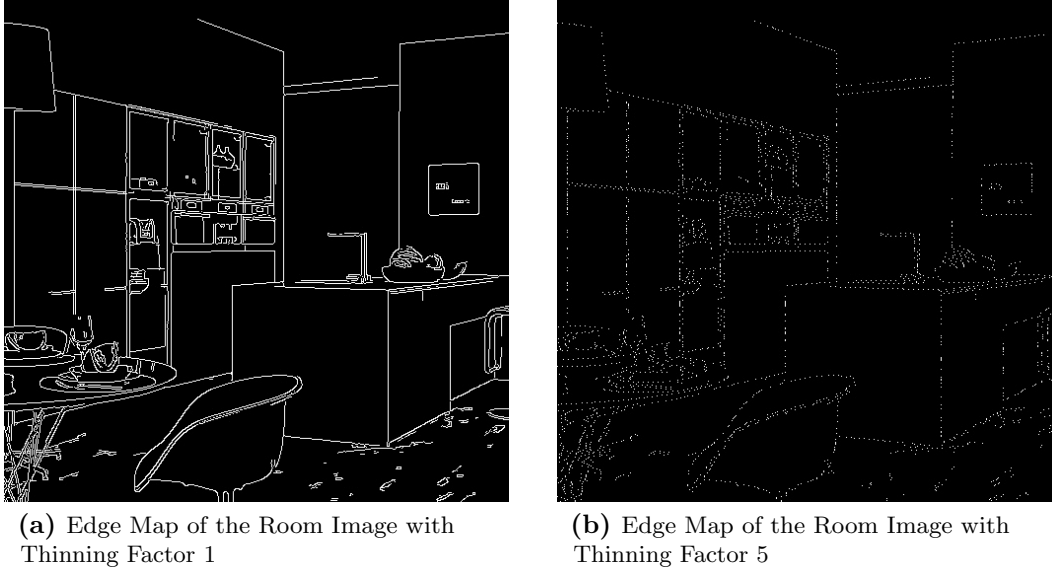 (a) Edge Map of the Room Image with
Thinning Factor 1
(b) Edge Map of the Room Image with
Thinning Factor 5